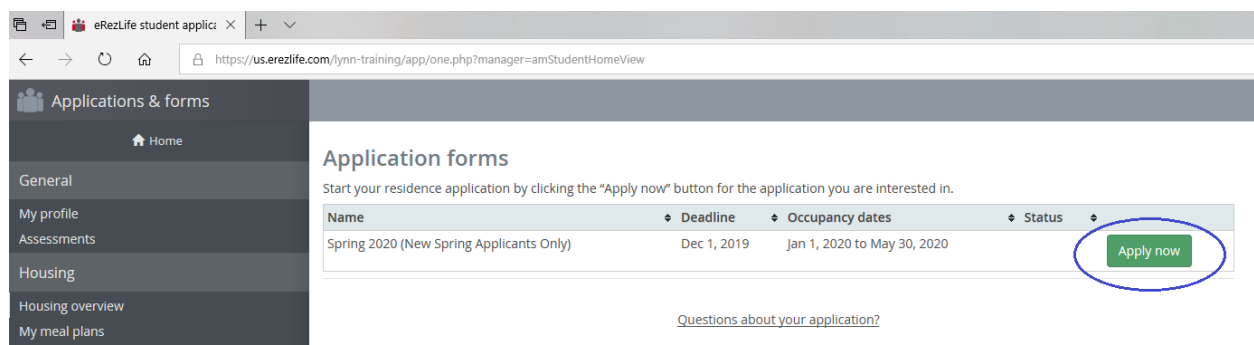 eRezLife student applica
https://us.erezlife.com/lynn-training/app/one.php?manager=amStudentHomeView
Applications & forms
Home
General
My profile
Assessments
Housing
Housing overview
My meal plans
Application forms
Start your residence application by clicking the "Apply now" button for the application you are interested in.
Name Deadline Occupancy dates Status
Spring 2020 (New Spring Applicants Only) Dec 1, 2019 Jan 1, 2020 to May 30, 2020 Apply now
Questions about your application?